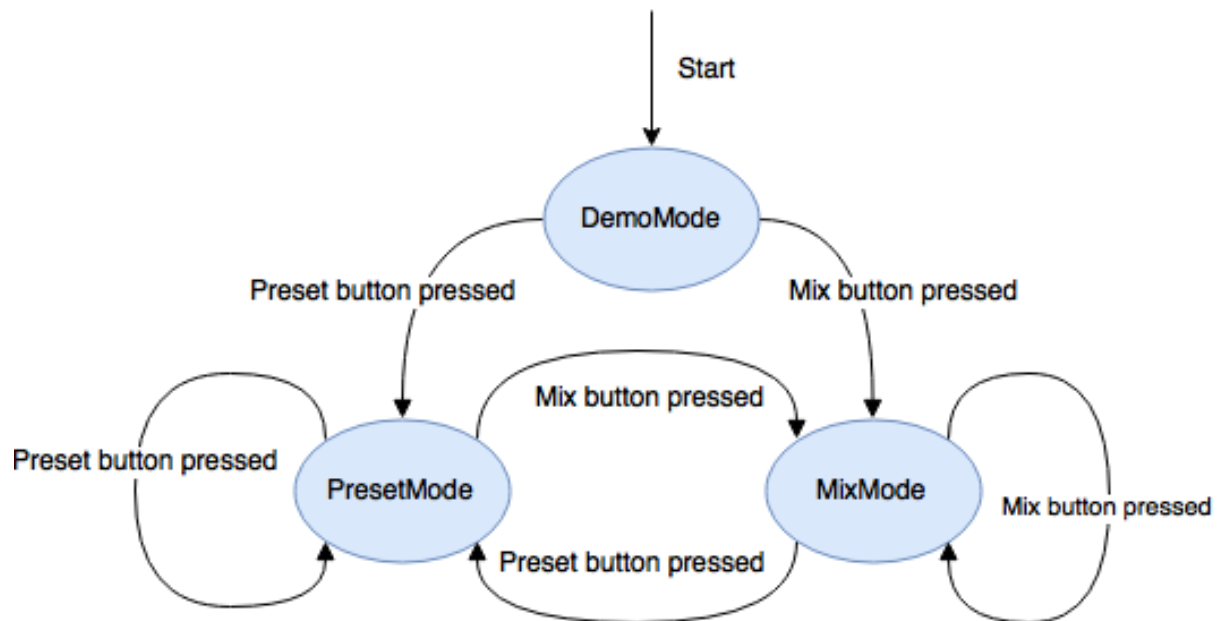 Start
DemoMode
Preset button pressed
Mix button pressed
Mix button pressed
Preset button pressed
PresetMode
MixMode
Mix button pressed
Preset button pressed